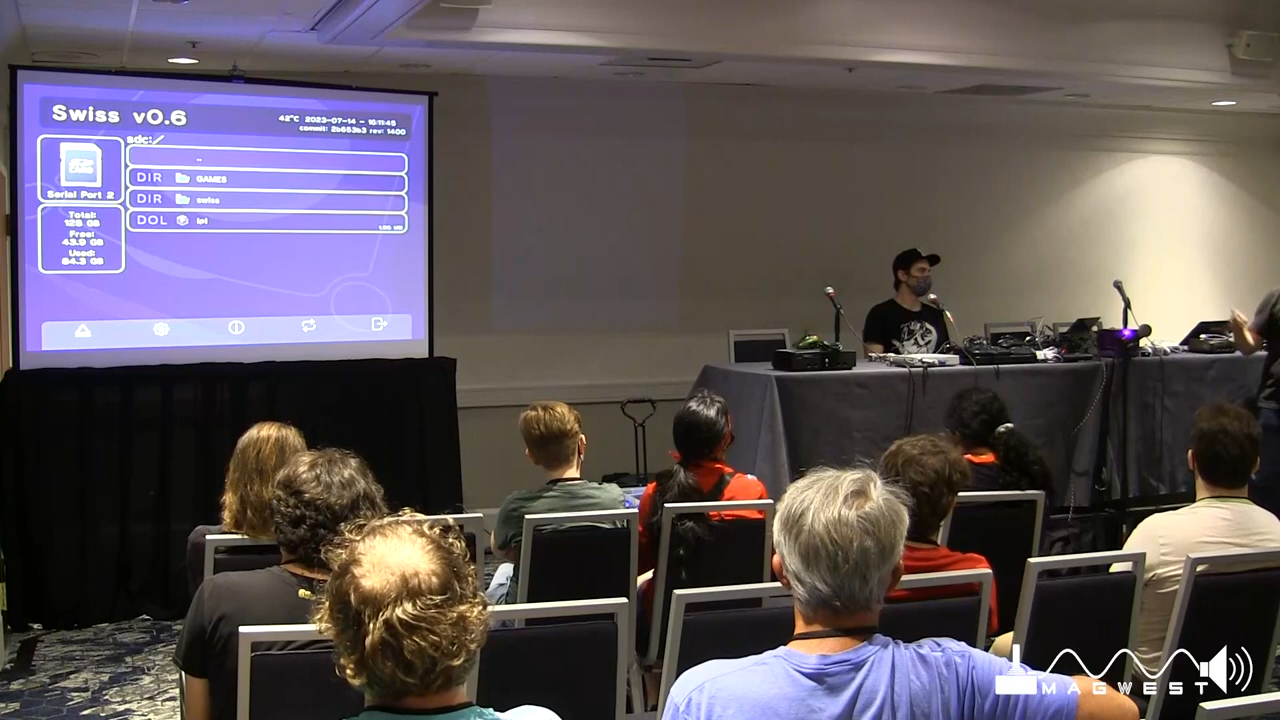 Swiss v0.6
42°C 2023-07-14 - 16:11:45
commit: 2b653b3 rev: 1400
sdc:/
..
DIR GAMES
DIR swiss
DOL ipl
Serial Port 2
Total:
128 GB
Free:
43.9 GB
Used:
84.3 GB
MAGWEST